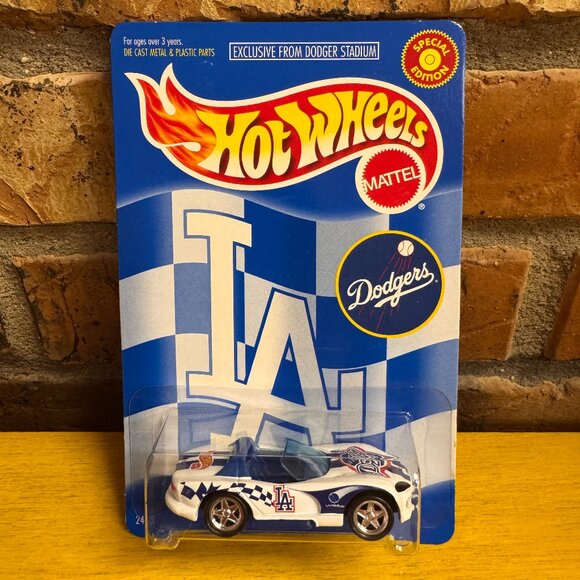 For ages over 3 years.
DIE CAST METAL & PLASTIC PARTS
EXCLUSIVE FROM DODGER STADIUM
SPECIAL
EDITION
HOT WHEELS
MATTEL
®
Dodgers
LA
LA
24